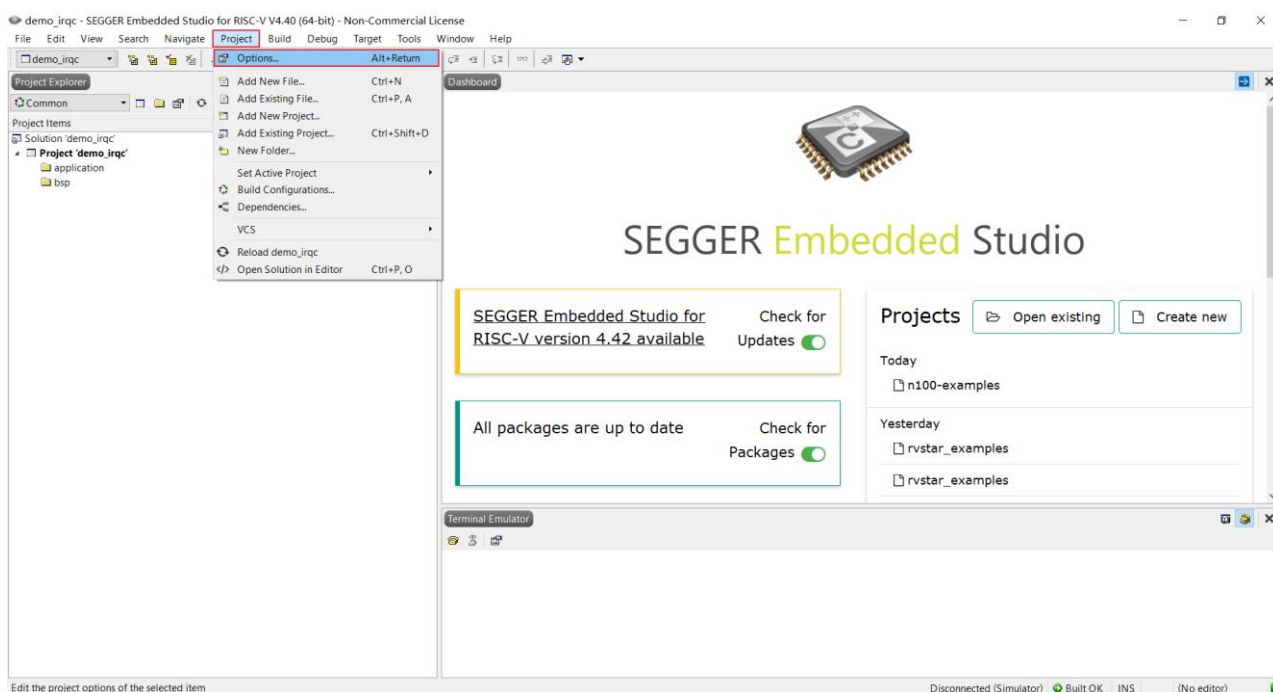 demo_irqc - SEGGER Embedded Studio for RISC-V V4.40 (64-bit) - Non-Commercial License
File Edit View Search Navigate Project Build Debug Target Tools Window Help
demo_irqc
Options... Alt+Return
Project Explorer
Common
Project Items
Solution 'demo_irqc'
Project 'demo_irqc'
application
bsp
Add New File... Ctrl+N
Add Existing File... Ctrl+P, A
Add New Project...
Add Existing Project... Ctrl+Shift+D
New Folder...
Set Active Project
Build Configurations...
Dependencies...
VCS
Reload demo_irqc
Open Solution in Editor Ctrl+P, O
Dashboard
C
++
SEGGER Embedded Studio
SEGGER Embedded Studio for
RISC-V version 4.42 available
Check for
Updates
All packages are up to date
Check for
Packages
Projects
Open existing
Create new
Today
n100-examples
Yesterday
rvstar_examples
rvstar_examples
Terminal Emulator
Edit the project options of the selected item
Disconnected (Simulator) Built OK INS (No editor)